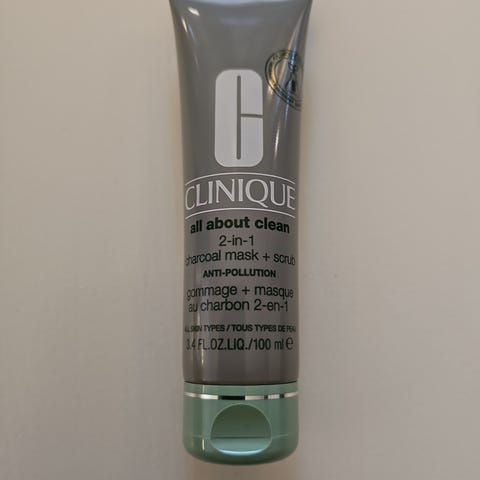 C
CLINIQUE
all about clean
2-in-1
charcoal mask + scrub
ANTI-POLLUTION
gommage + masque
au charbon 2-en-1
ALL SKIN TYPES / TOUS TYPES DE PEAU
3.4 FL.OZ.LIQ./100 ml ℮